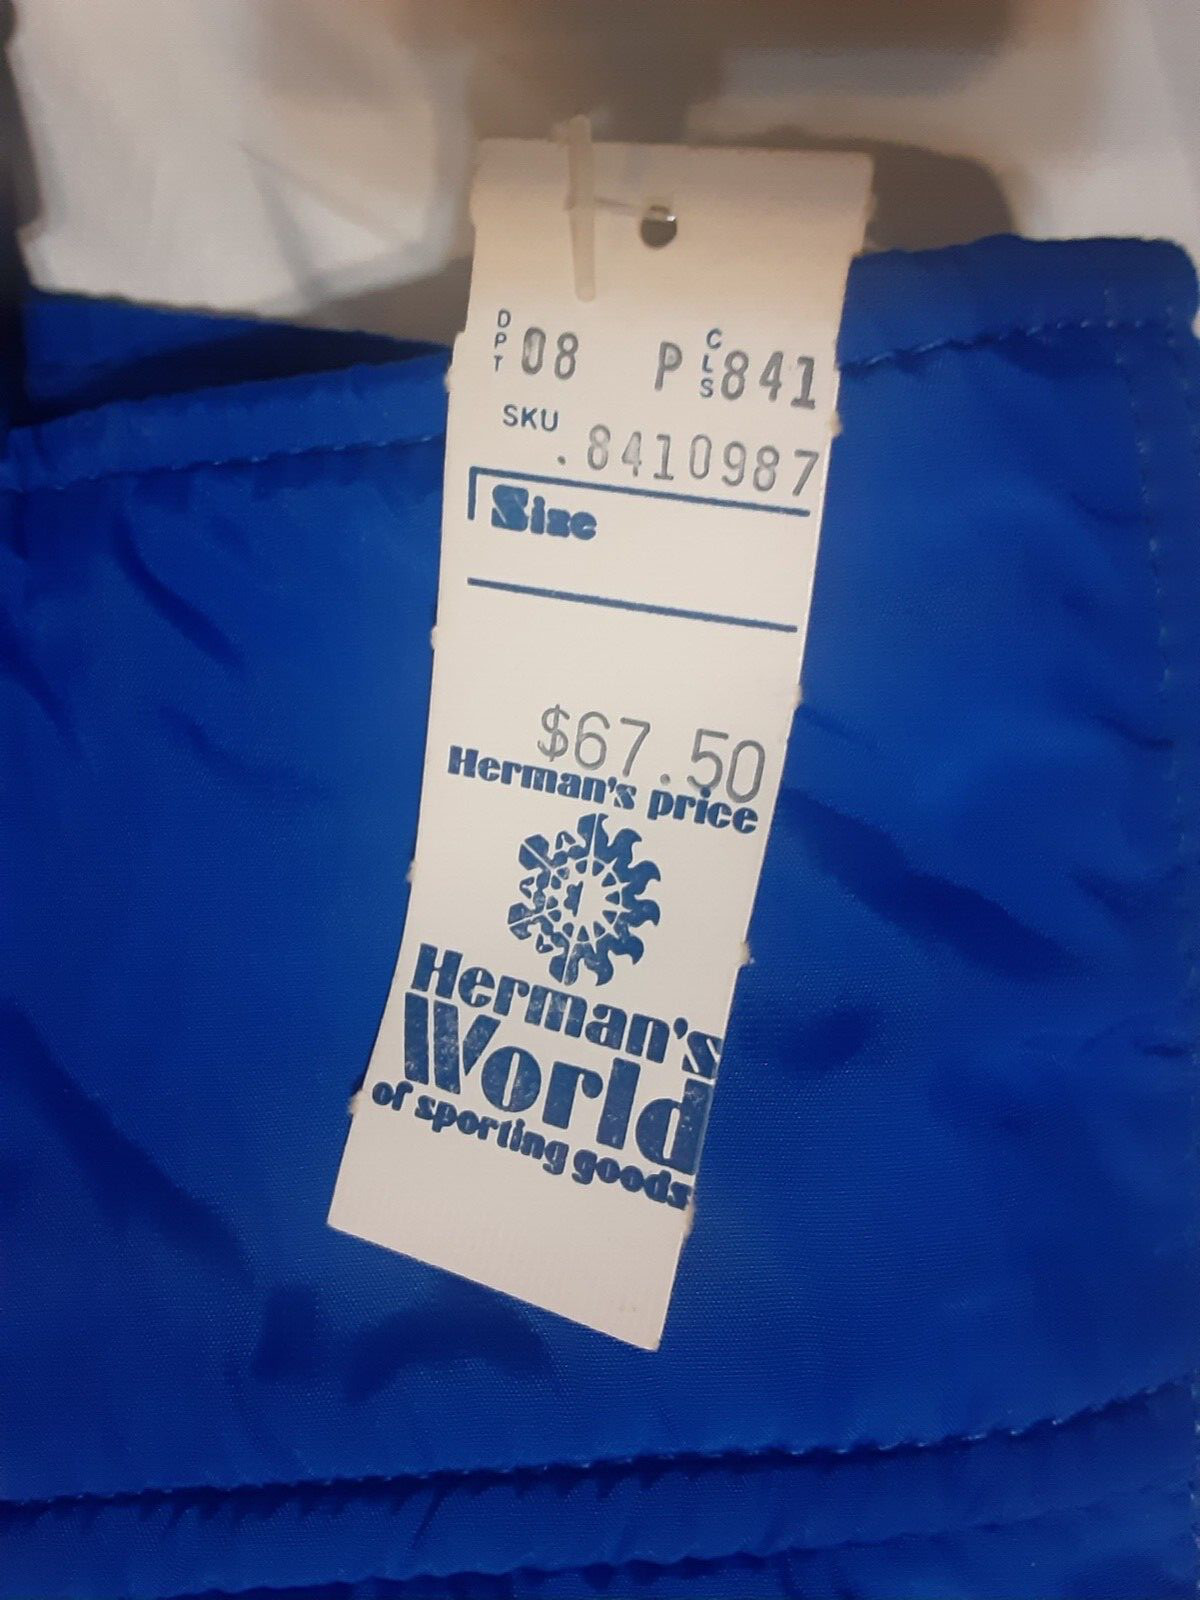 DPT 08 P CLS 841
SKU .8410987
Size
$67.50
Herman's price
Herman's
World
of sporting goods